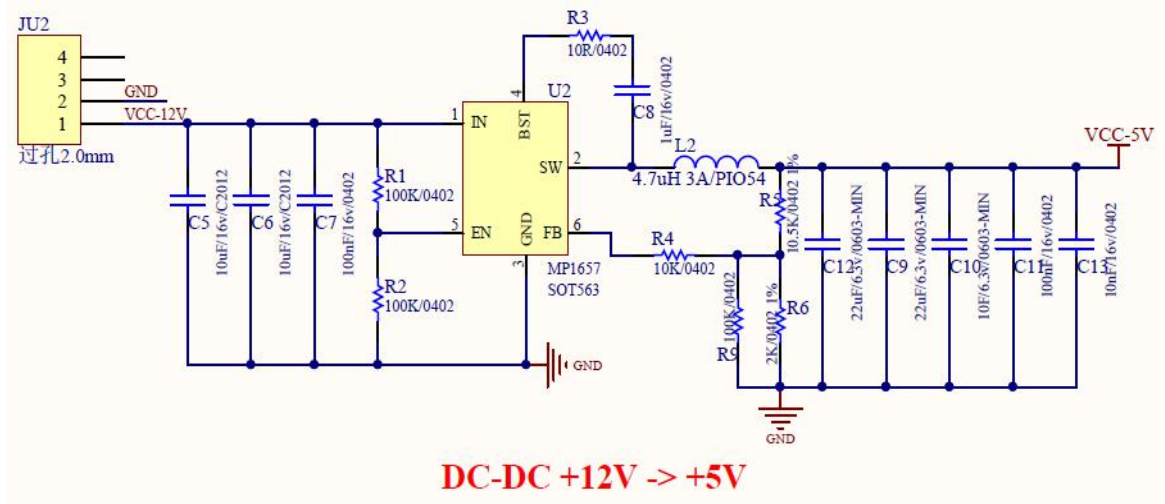 JU2
4
3
2
1
GND
VCC-12V
过孔2.0mm
C5
10uF/16v/C2012
C6
10uF/16v/C2012
C7
100nF/16v/0402
R1
100K/0402
R2
100K/0402
R3
10R/0402
C8
1uF/16v/0402
U2
4
BST
1
IN
2
SW
5
EN
GND
3
FB
6
MP1657
SOT563
L2
4.7uH 3A/PIO54
R4
10K/0402
R5
10.5K/0402 1%
R9
100K/0402
R6
2K/0402 1%
C12
22uF/6.3v/0603-MIN
C9
22uF/6.3v/0603-MIN
C10
10F/6.3v/0603-MIN
C11
100nF/16v/0402
C13
10nF/16v/0402
VCC-5V
GND
GND
DC-DC +12V -> +5V